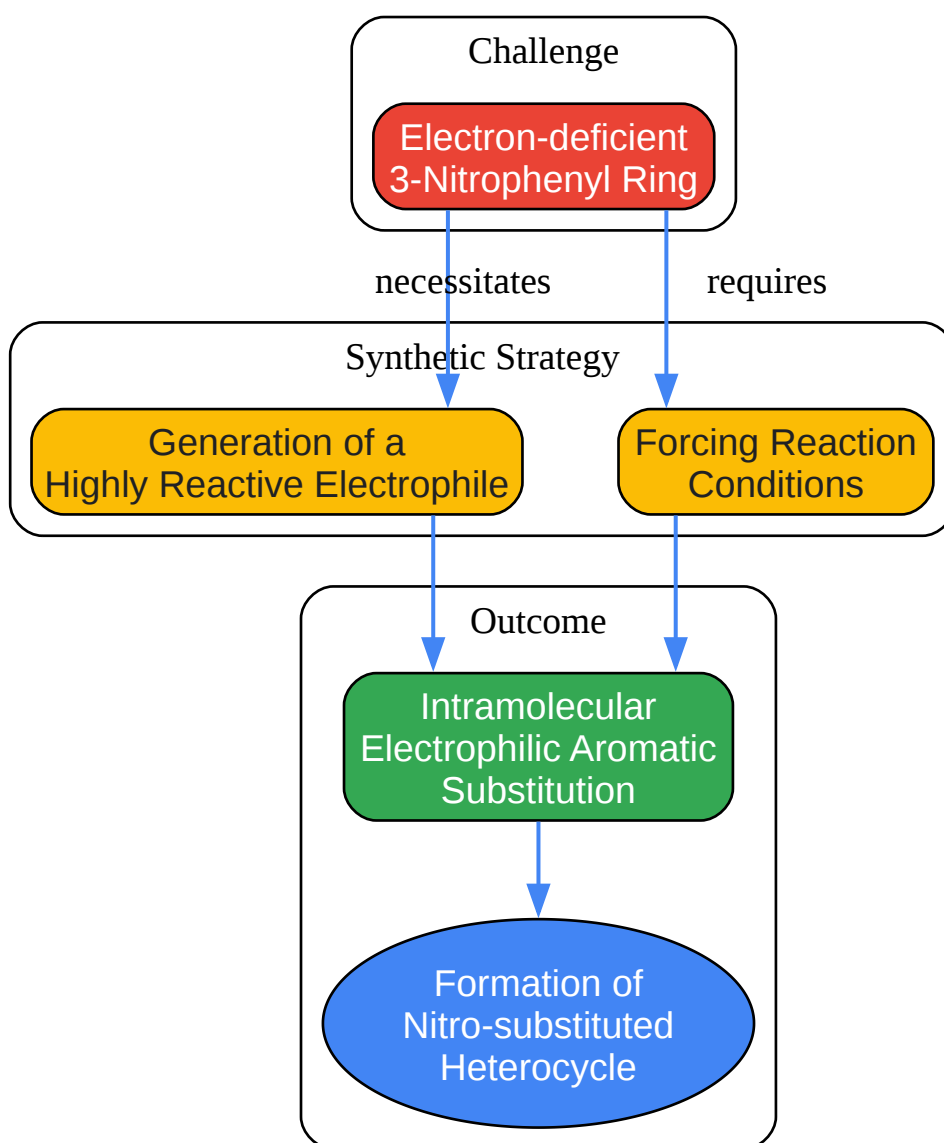 Challenge
Electron-deficient
3-Nitrophenyl Ring
necessitates
requires
Synthetic Strategy
Generation of a
Highly Reactive Electrophile
Forcing Reaction
Conditions
Outcome
Intramolecular
Electrophilic Aromatic
Substitution
Formation of
Nitro-substituted
Heterocycle